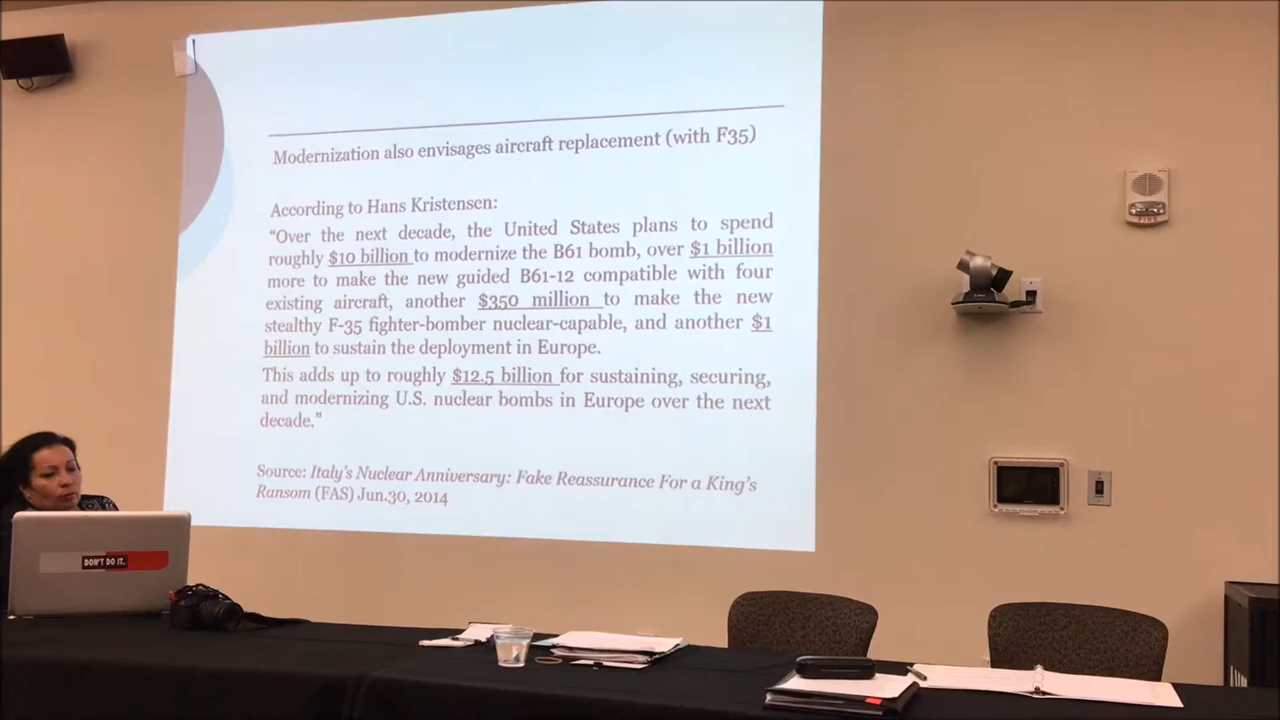 Modernization also envisages aircraft replacement (with F35)
According to Hans Kristensen:
“Over the next decade, the United States plans to spend
roughly $10 billion to modernize the B61 bomb, over $1 billion
more to make the new guided B61-12 compatible with four
existing aircraft, another $350 million to make the new
stealthy F-35 fighter-bomber nuclear-capable, and another $1
billion to sustain the deployment in Europe.
This adds up to roughly $12.5 billion for sustaining, securing,
and modernizing U.S. nuclear bombs in Europe over the next
decade."
Source: Italy's Nuclear Anniversary: Fake Reassurance For a King's
Ransom (FAS) Jun.30, 2014
FIRE
DON'T DO IT.